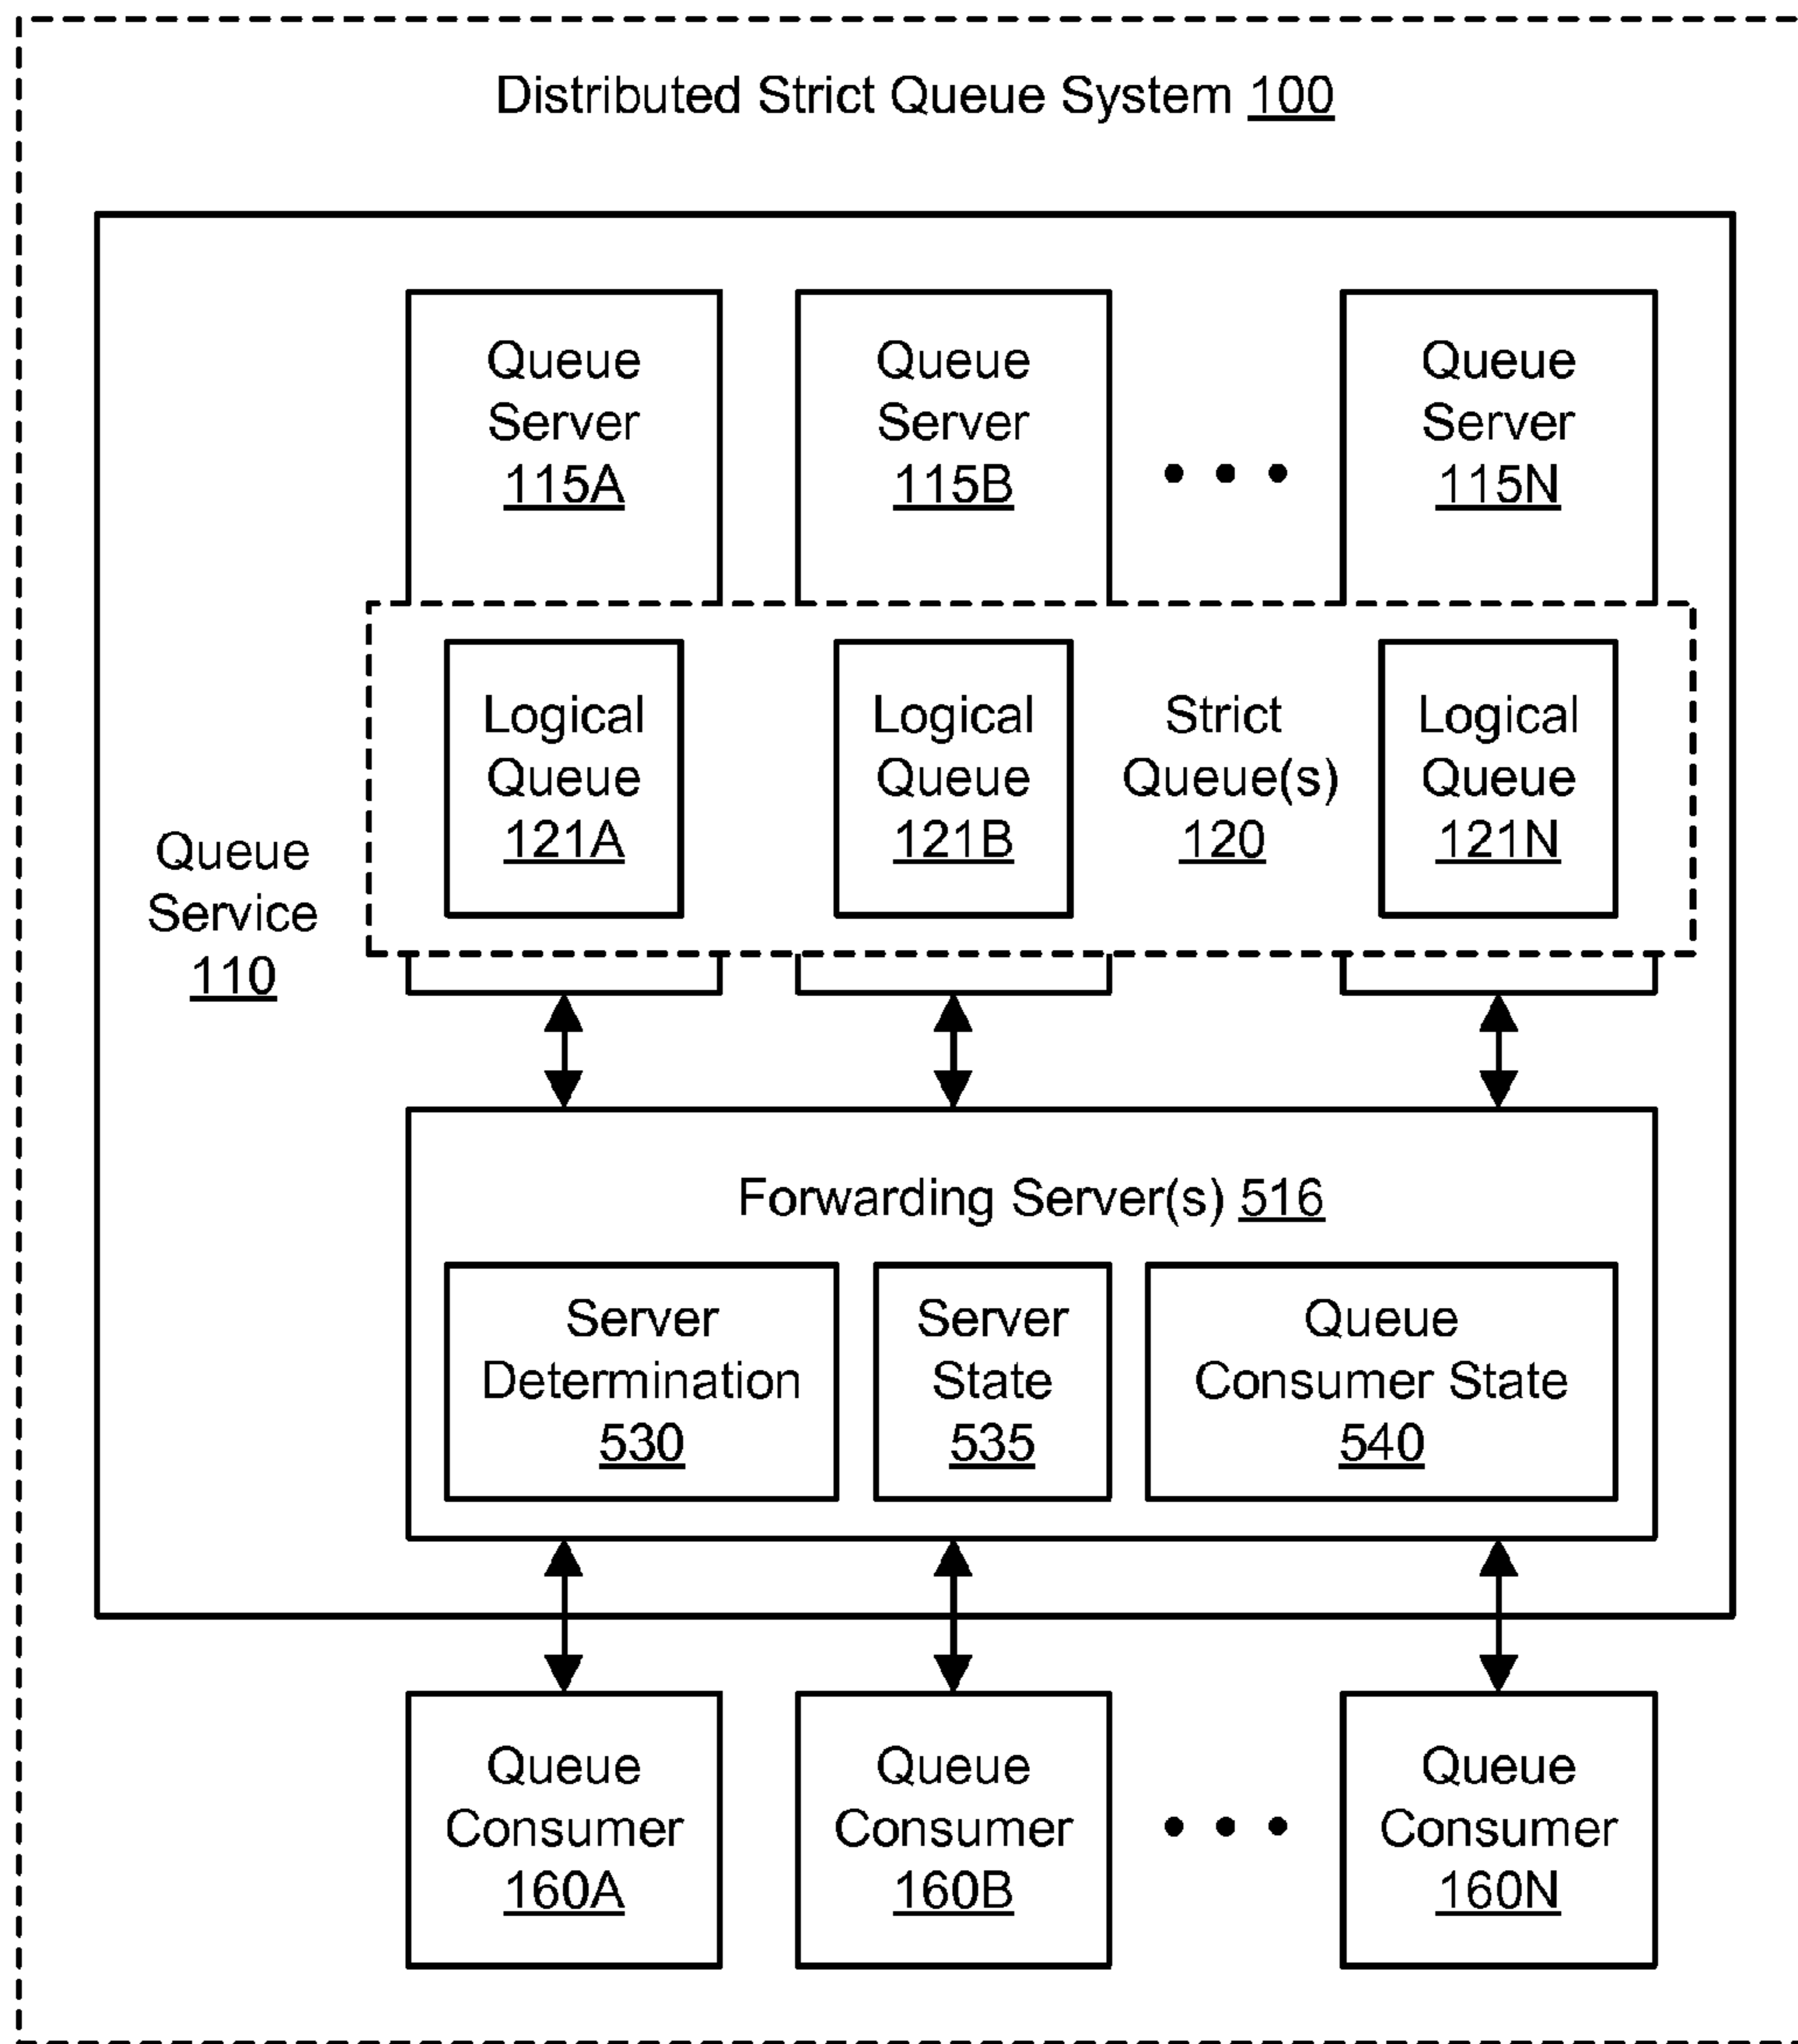 Distributed Strict Queue System 100
Queue
Server
115A
Queue
Server
115B
Queue
Server
115N
Logical
Queue
121A
Logical
Queue
121B
Strict
Queue(s)
120
Logical
Queue
121N
Queue
Service
110
Forwarding Server(s) 516
Server
Determination
530
Server
State
535
Queue
Consumer State
540
Queue
Consumer
160A
Queue
Consumer
160B
Queue
Consumer
160N